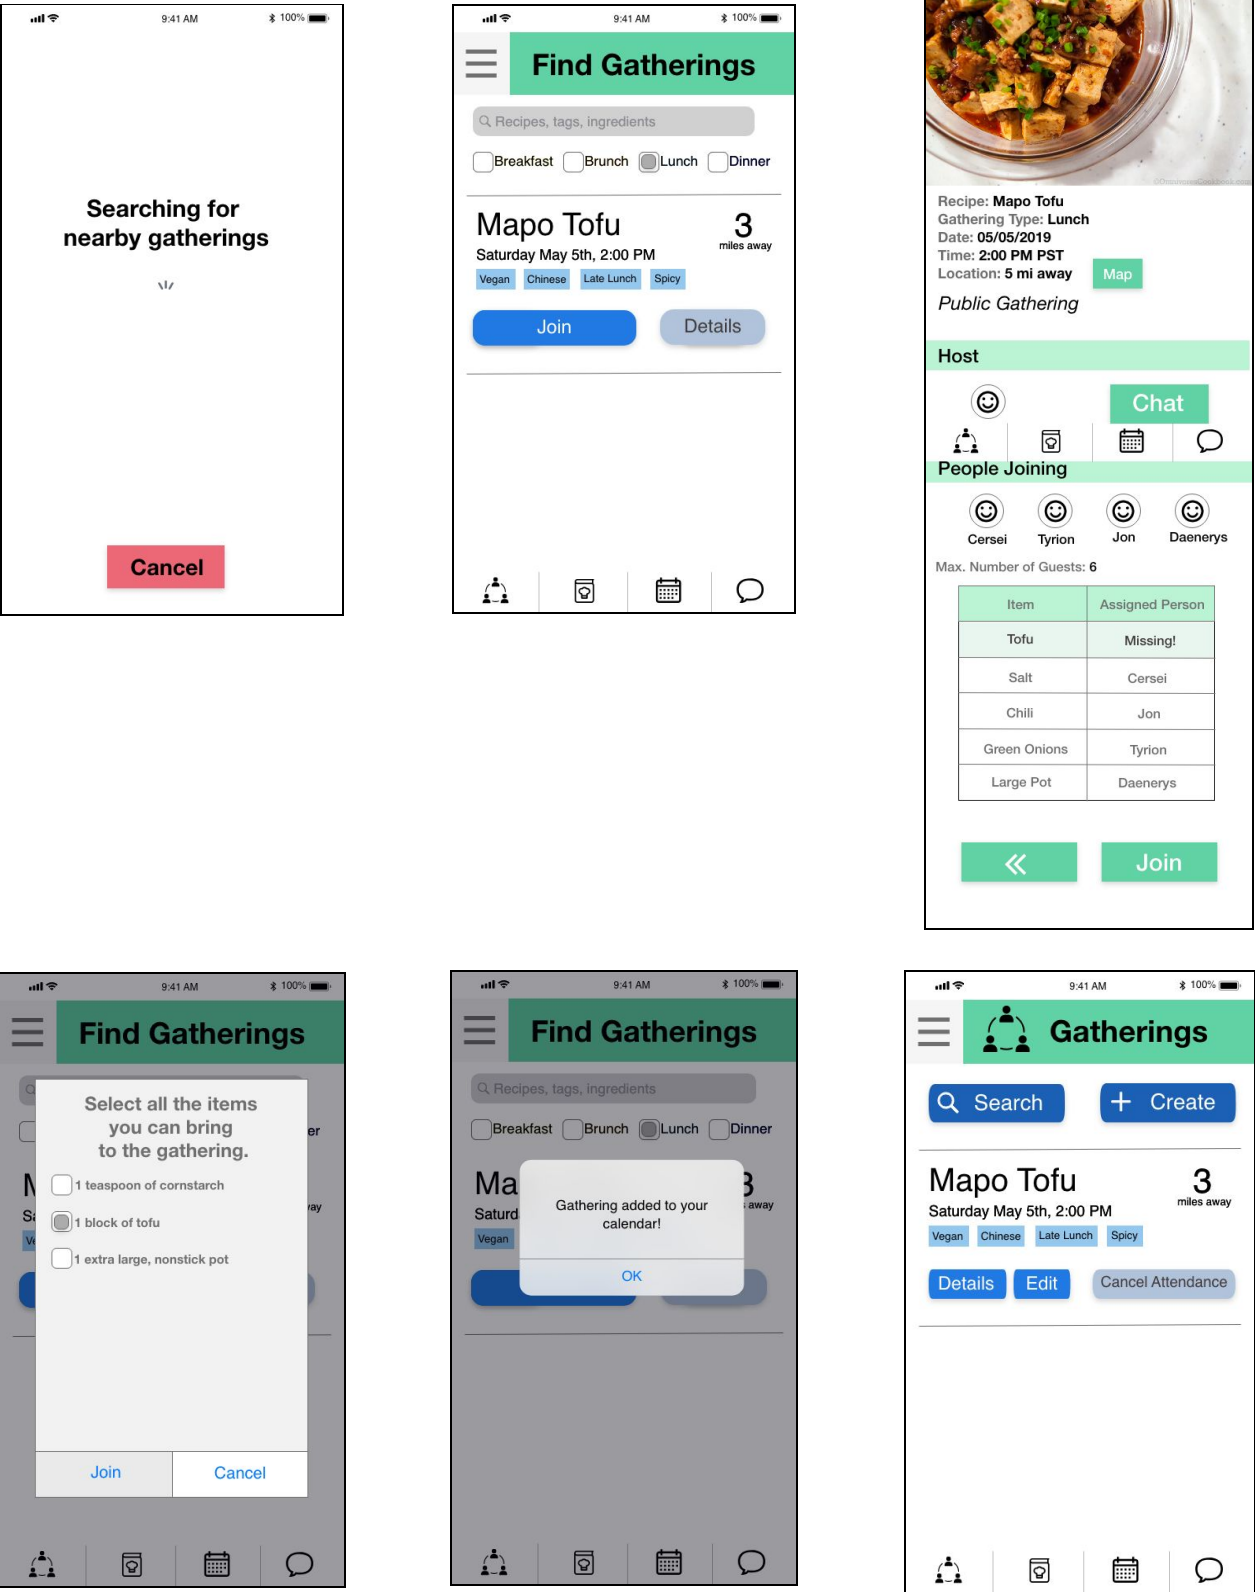 9:41 AM
100%
Searching for
nearby gatherings
Cancel
9:41 AM
100%
Find Gatherings
Recipes, tags, ingredients
Breakfast Brunch Lunch Dinner
Mapo Tofu
3
miles away
Saturday May 5th, 2:00 PM
Vegan Chinese Late Lunch Spicy
Join Details
Recipe: Mapo Tofu
Gathering Type: Lunch
Date: 05/05/2019
Time: 2:00 PM PST
Location: 5 mi away
Map
Public Gathering
Host
Chat
People Joining
Cersei Tyrion Jon Daenerys
Max. Number of Guests: 6
Item Assigned Person
Tofu Missing!
Salt Cersei
Chili Jon
Green Onions Tyrion
Large Pot Daenerys
Join
9:41 AM
100%
Find Gatherings
er
Select all the items
you can bring
to the gathering.
1 teaspoon of cornstarch
1 block of tofu
1 extra large, nonstick pot
way
Join Cancel
9:41 AM
100%
Find Gatherings
Recipes, tags, ingredients
Breakfast Brunch Lunch Dinner
Ma
3
away
Saturd
Vegan
Gathering added to your
calendar!
OK
9:41 AM
100%
Gatherings
Search Create
Mapo Tofu
3
miles away
Saturday May 5th, 2:00 PM
Vegan Chinese Late Lunch Spicy
Details Edit Cancel Attendance